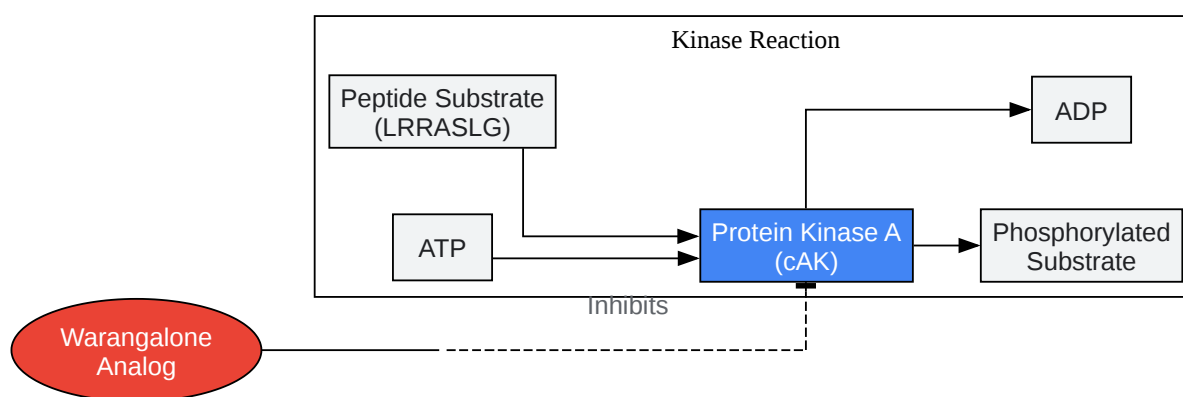 Kinase Reaction
Peptide Substrate
(LRRASLG)
ADP
ATP
Protein Kinase A
(cAK)
Phosphorylated
Substrate
Inhibits
Warangalone
Analog